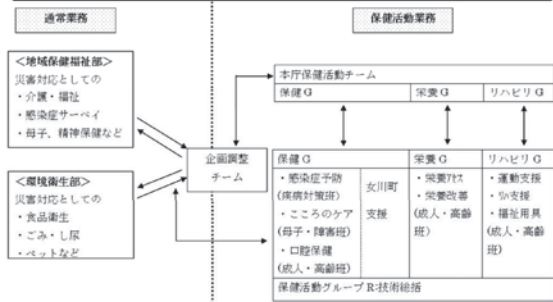 通常業務
保健活動業務
<地域保健福祉部>
災害対応としての
・介護・福祉
・感染症サーベイ
・母子、精神保健など
<環境衛生部>
災害対応としての
・食品衛生
・ごみ・し尿
・ペットなど
企画調整
チーム
本庁保健活動チーム
保健G
栄養G
リハビリG
保健G
・感染症予防
(疾病対策班)
・こころのケア
(母子・障害班)
・口腔保健
(成人・高齢班)
女川町
支援
栄養G
・栄養アセス
・栄養改善
(成人・高齢
班)
リハビリG
・運動支援
・リハ支援
・福祉用具
(成人・高齢
班)
保健活動グループ R:技術総括